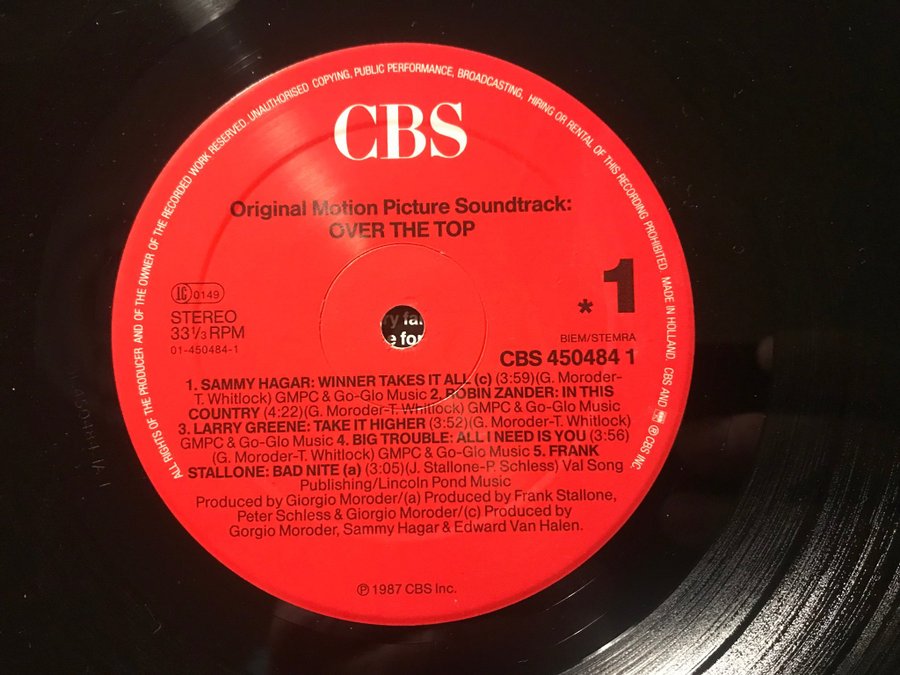 ALL RIGHTS OF THE PRODUCER AND OF THE OWNER OF THE RECORDED WORK RESERVED. UNAUTHORISED COPYING, PUBLIC PERFORMANCE, BROADCASTING, HIRING OR RENTAL OF THIS RECORDING PROHIBITED. MADE IN HOLLAND. CBS AND ℗ CBS INC.
CBS
Original Motion Picture Soundtrack:
OVER THE TOP
* 1
LC 0149
STEREO
33 1/3 RPM
01-450484-1
BIEM/STEMRA
CBS 450484 1
1. SAMMY HAGAR: WINNER TAKES IT ALL (c) (3:59)(G. Moroder-
T. Whitlock) GMPC & Go-Glo Music 2. ROBIN ZANDER: IN THIS
COUNTRY (4:22)(G. Moroder-T. Whitlock) GMPC & Go-Glo Music
3. LARRY GREENE: TAKE IT HIGHER (3:52)(G. Moroder-T. Whitlock)
GMPC & Go-Glo Music 4. BIG TROUBLE: ALL I NEED IS YOU (3:56)
(G. Moroder-T. Whitlock) GMPC & Go-Glo Music 5. FRANK
STALLONE: BAD NITE (a) (3:05)(J. Stallone-P. Schless) Val Song
Publishing/Lincoln Pond Music
Produced by Giorgio Moroder/(a) Produced by Frank Stallone,
Peter Schless & Giorgio Moroder/(c) Produced by
Gorgio Moroder, Sammy Hagar & Edward Van Halen.
℗ 1987 CBS Inc.